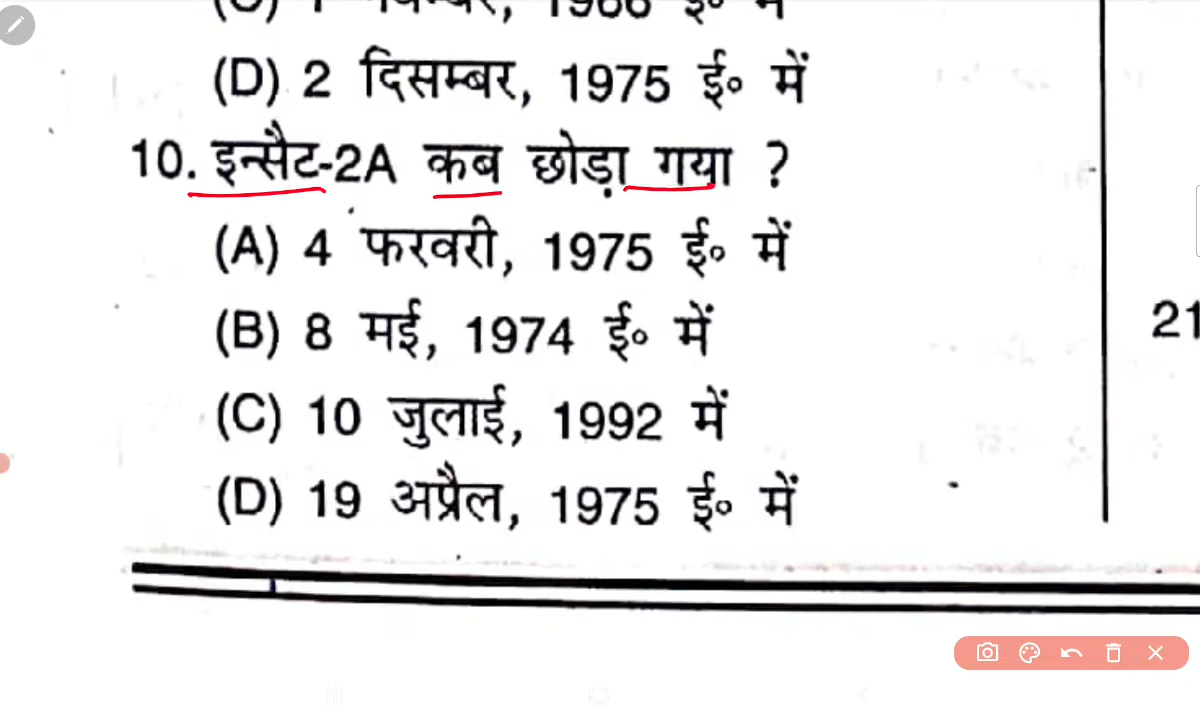 (D) 2 दिसम्बर, 1975 ई० में
10. इन्सैट-2A कब छोड़ा गया ?
(A) 4 फरवरी, 1975 ई० में
(B) 8 मई, 1974 ई० में
(C) 10 जुलाई, 1992 में
(D) 19 अप्रैल, 1975 ई० में
21